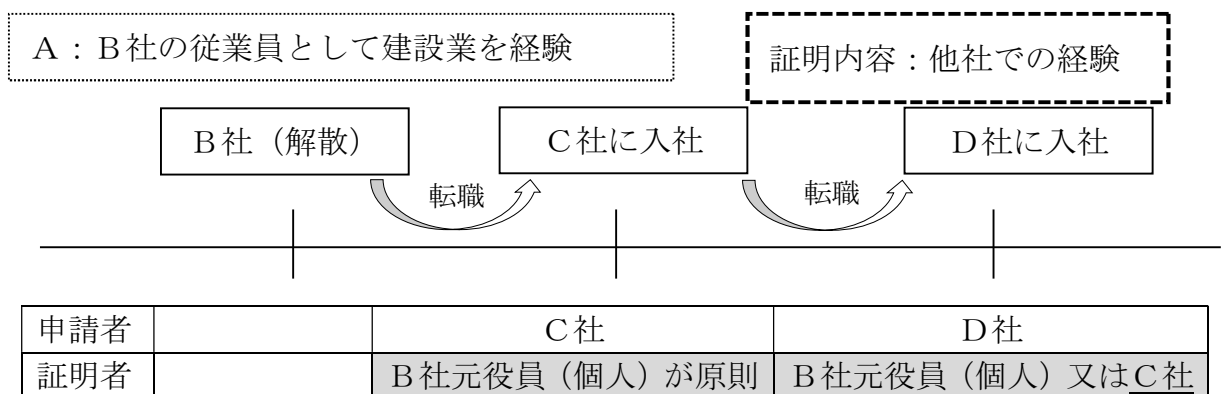 Ａ：Ｂ社の従業員として建設業を経験
証明内容：他社での経験
Ｂ社（解散）
Ｃ社に入社
Ｄ社に入社
転職
転職
申請者 Ｃ社 Ｄ社
証明者 Ｂ社元役員（個人）が原則 Ｂ社元役員（個人）又はＣ社